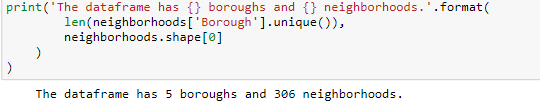 print('The dataframe has {} boroughs and {} neighborhoods.'.format(
        len(neighborhoods['Borough'].unique()),
        neighborhoods.shape[0]
    )
)
The dataframe has 5 boroughs and 306 neighborhoods.